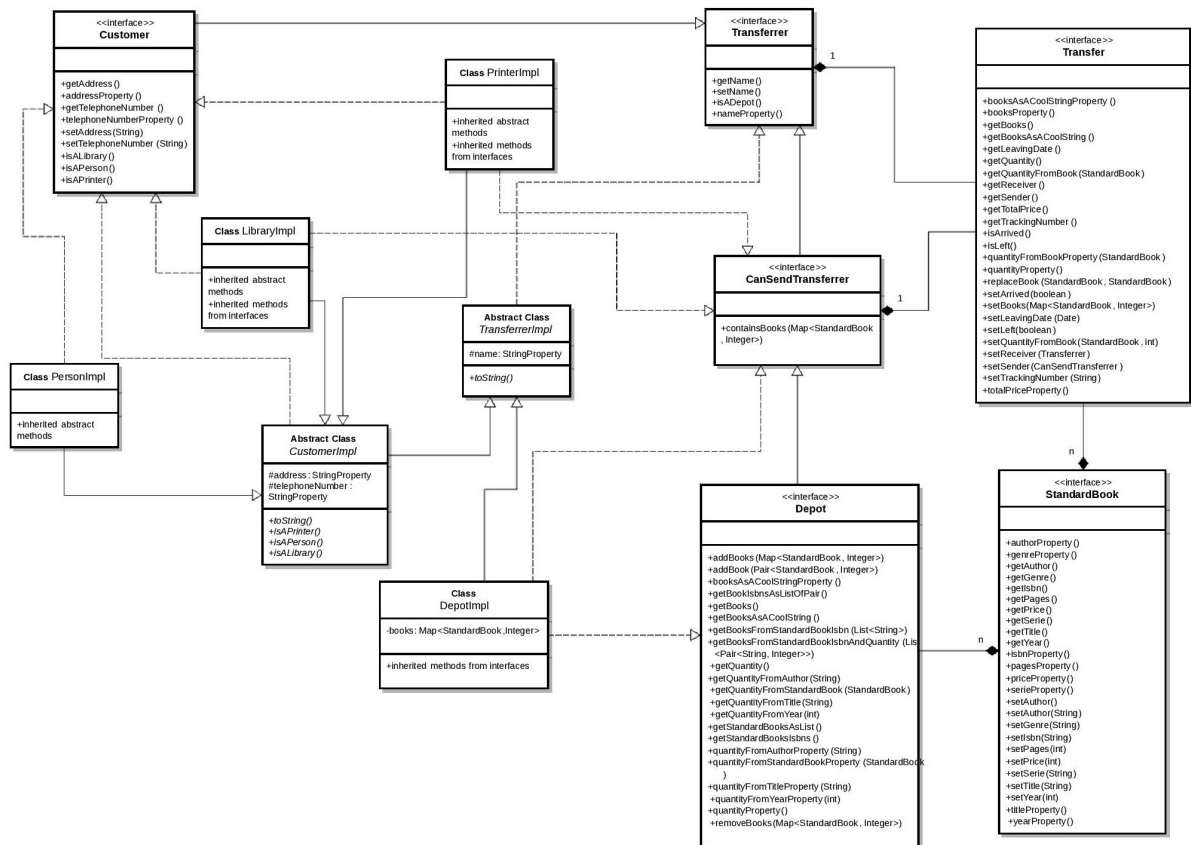 <<interface>>
Customer
+getAddress()
+addressProperty()
+getTelephoneNumber ()
+telephoneNumberProperty ()
+setAddress(String)
+setTelephoneNumber (String)
+isALibrary()
+isAPerson()
+isAPrinter()
Class PrinterImpl
+inherited abstract
methods
+inherited methods
from interfaces
<<interface>>
Transferrer
+getName()
+setName()
+isADepot()
+nameProperty()
1
<<interface>>
Transfer
+booksAsACoolStringProperty ()
+booksProperty()
+getBooks()
+getBooksAsACoolString()
+getLeavingDate ()
+getQuantity()
+getQuantityFromBook(StandardBook)
+getReceiver()
+getSender()
+getTotalPrice()
+getTrackingNumber ()
+isArrived()
+isLeft()
+quantityFromBookProperty(StandardBook)
+quantityProperty()
+replaceBook (StandardBook, StandardBook)
+setArrived(boolean )
+setBooks(Map<StandardBook, Integer>)
+setLeavingDate (Date)
+setLeft(boolean)
+setQuantityFromBook(StandardBook, int)
+setReceiver(Transferrer)
+setSender(CanSendTransferrer )
+setTrackingNumber (String)
+totalPriceProperty()
Class LibraryImpl
+inherited abstract
methods
+inherited methods
from interfaces
<<interface>>
CanSendTransferrer
+containsBooks(Map<StandardBook
, Integer>)
1
Abstract Class
TransferrerImpl
#name: StringProperty
+toString()
Class PersonImpl
+inherited abstract
methods
Abstract Class
CustomerImpl
#address: StringProperty
#telephoneNumber :
StringProperty
+toString()
+isAPrinter()
+isAPerson()
+isALibrary()
Class
DepotImpl
-books: Map<StandardBook,Integer>
+inherited methods from interfaces
<<interface>>
Depot
+addBooks(Map<StandardBook, Integer>)
+addBook(Pair<StandardBook, Integer>)
+booksAsACoolStringProperty ()
+getBookIsbnsAsListOfPair()
+getBooks()
+getBooksAsACoolString ()
+getBooksFromStandardBookIsbn (List<String>)
+getBooksFromStandardBookIsbnAndQuantity (List
<Pair<String, Integer>>)
+getQuantity()
+getQuantityFromAuthor(String)
+getQuantityFromStandardBook (StandardBook)
+getQuantityFromTitle(String)
+getQuantityFromYear(int)
+getStandardBooksAsList()
+getStandardBooksIsbns ()
+quantityFromAuthorProperty (String)
+quantityFromStandardBookProperty (StandardBook
)
+quantityFromTitleProperty(String)
+quantityFromYearProperty(int)
+quantityProperty()
+removeBooks(Map<StandardBook, Integer>)
n
n
<<interface>>
StandardBook
+authorProperty()
+genreProperty()
+getAuthor()
+getGenre()
+getIsbn()
+getPages()
+getPrice()
+getSerie()
+getTitle()
+getYear()
+isbnProperty()
+pagesProperty()
+priceProperty()
+serieProperty()
+setAuthor()
+setAuthor(String)
+setGenre(String)
+setIsbn(String)
+setPages(int)
+setPrice(int)
+setSerie(String)
+setTitle(String)
+setYear(int)
+titleProperty()
+yearProperty()